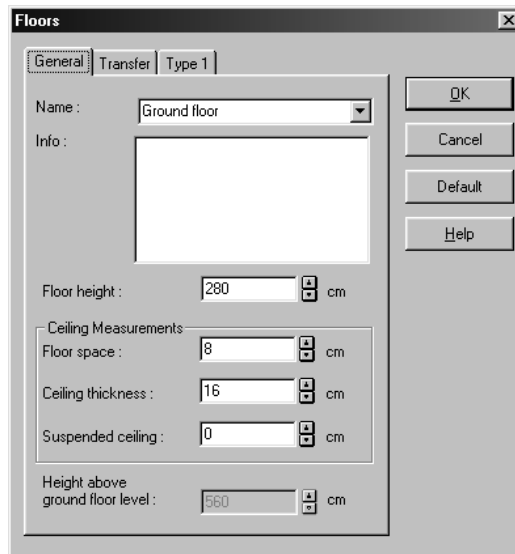 Floors
General Transfer Type 1
Name : Ground floor
Info :
Floor height : 280 cm
Ceiling Measurements
Floor space : 8 cm
Ceiling thickness : 16 cm
Suspended ceiling : 0 cm
Height above
ground floor level : 560 cm
OK
Cancel
Default
Help